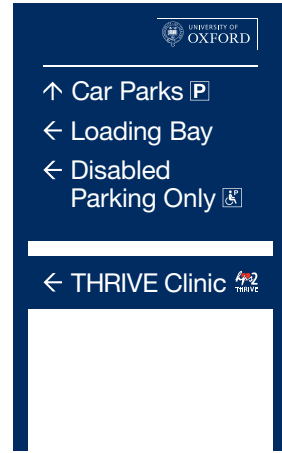 UNIVERSITY OF
OXFORD
↑ Car Parks P
← Loading Bay
← Disabled
Parking Only P
← THRIVE Clinic
THRIVE